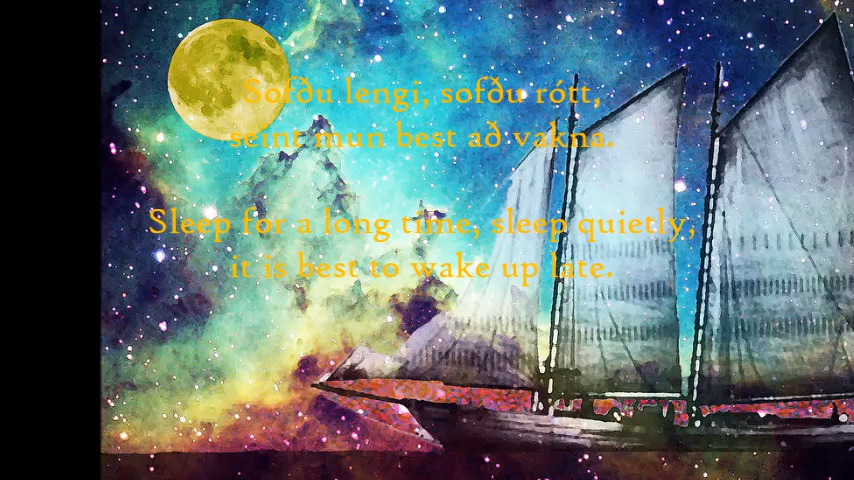 Sofðu lengi, sofðu rótt,
seint mun best að vakna.
Sleep for a long time, sleep quietly,
it is best to wake up late.